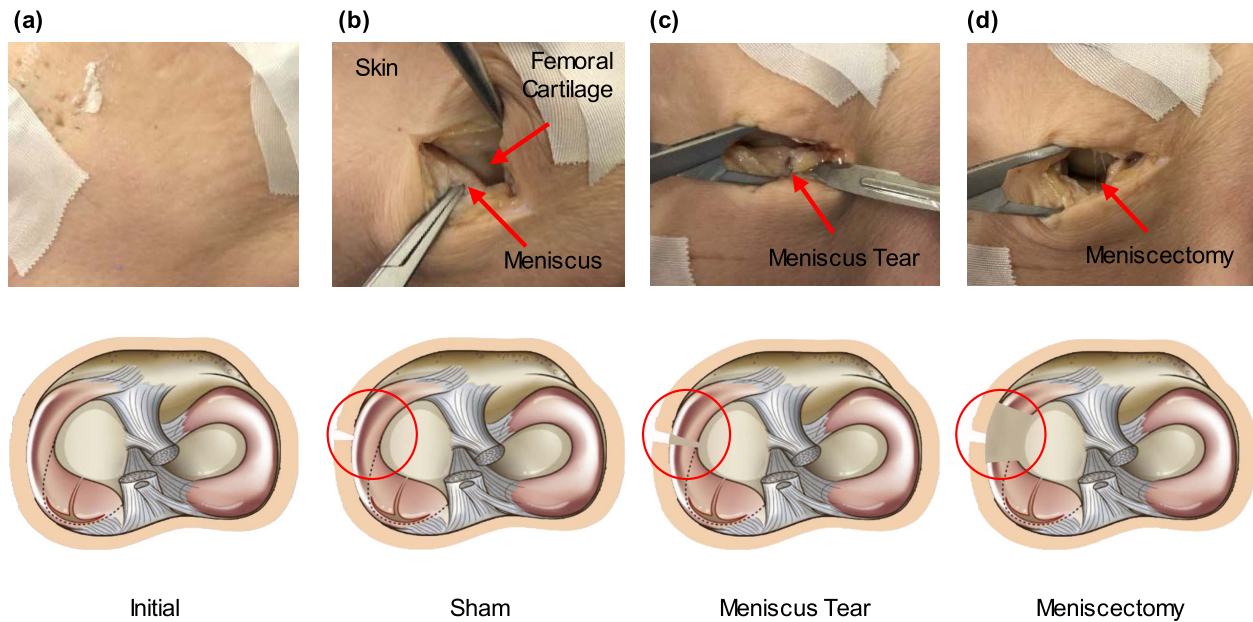 (a)
(b)
(c)
(d)
Skin
Femoral
Cartilage
Meniscus
Meniscus Tear
Meniscectomy
Initial
Sham
Meniscus Tear
Meniscectomy